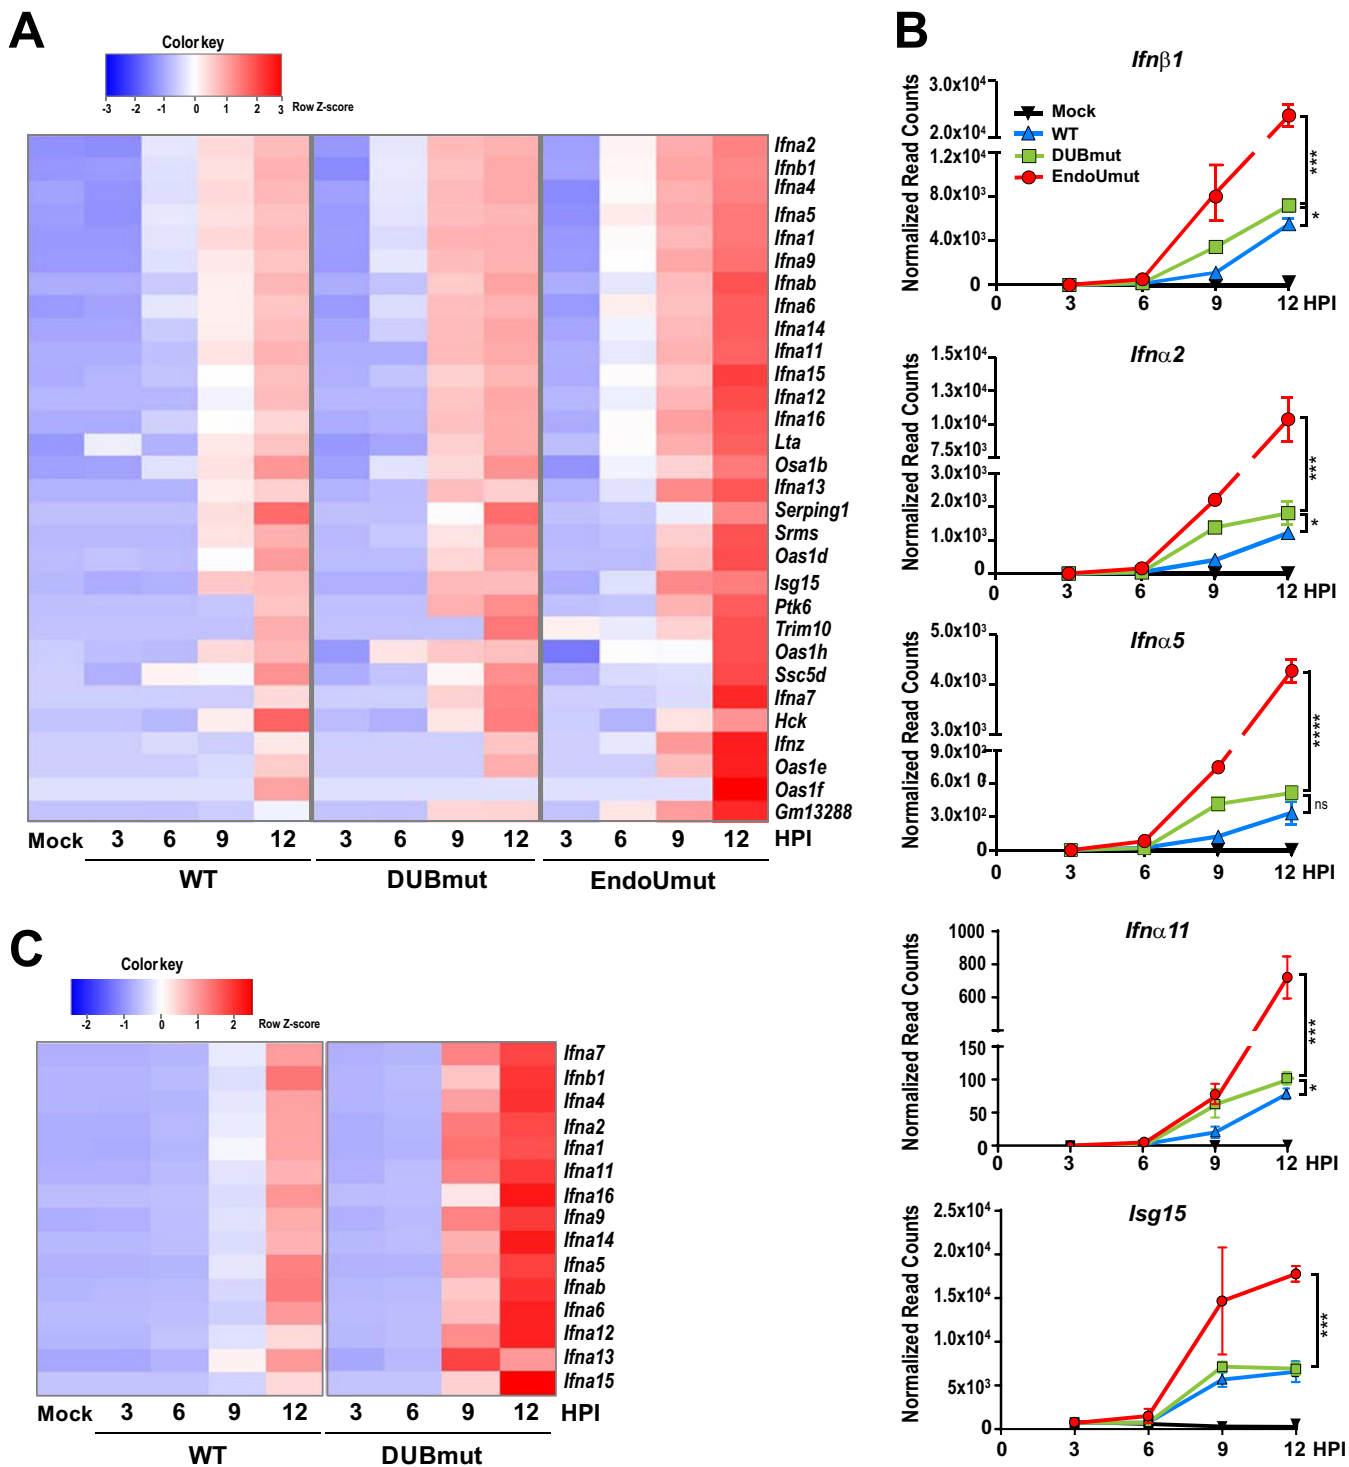 A
Color key
-3 -2 -1 0 1 2 3 Row Z-score
Ifna2
Ifnb1
Ifna4
Ifna5
Ifna1
Ifna9
Ifnab
Ifna6
Ifna14
Ifna11
Ifna15
Ifna12
Ifna16
Lta
Osa1b
Ifna13
Serping1
Srms
Oas1d
Isg15
Ptk6
Trim10
Oas1h
Ssc5d
Ifna7
Hck
Ifnz
Oas1e
Oas1f
Gm13288
Mock 3 6 9 12 3 6 9 12 3 6 9 12 HPI
WT DUBmut EndoUmut
B
Ifnβ1
Normalized Read Counts
3.0x10⁴
2.0x10⁴
1.2x10⁴
8.0x10³
4.0x10³
0
Mock
WT
DUBmut
EndoUmut
***
*
0 3 6 9 12 HPI
Ifnα2
Normalized Read Counts
1.5x10⁴
1.3x10⁴
1.0x10⁴
7.5x10³
3.0x10³
2.0x10³
1.0x10³
0
***
*
0 3 6 9 12 HPI
Ifnα5
Normalized Read Counts
5.0x10³
4.0x10³
3.0x10³
9.0x10²
6.0x10²
3.0x10²
0
****
ns
0 3 6 9 12 HPI
Ifnα11
Normalized Read Counts
1000
800
600
150
100
50
0
***
*
0 3 6 9 12 HPI
Isg15
Normalized Read Counts
2.5x10⁴
2.0x10⁴
1.5x10⁴
1.0x10⁴
5x10³
0
***
0 3 6 9 12 HPI
C
Color key
-2 -1 0 1 2 Row Z-score
Ifna7
Ifnb1
Ifna4
Ifna2
Ifna1
Ifna11
Ifna16
Ifna9
Ifna14
Ifna5
Ifnab
Ifna6
Ifna12
Ifna13
Ifna15
Mock 3 6 9 12 3 6 9 12 HPI
WT DUBmut